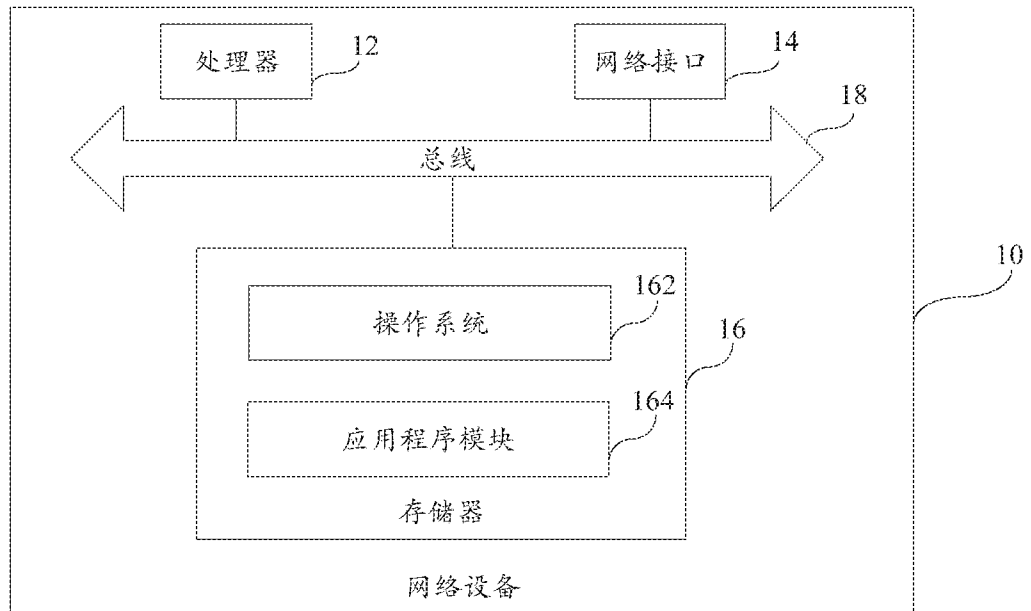 处理器
12
网络接口
14
18
总线
10
操作系统
162
16
应用程序模块
164
存储器
网络设备